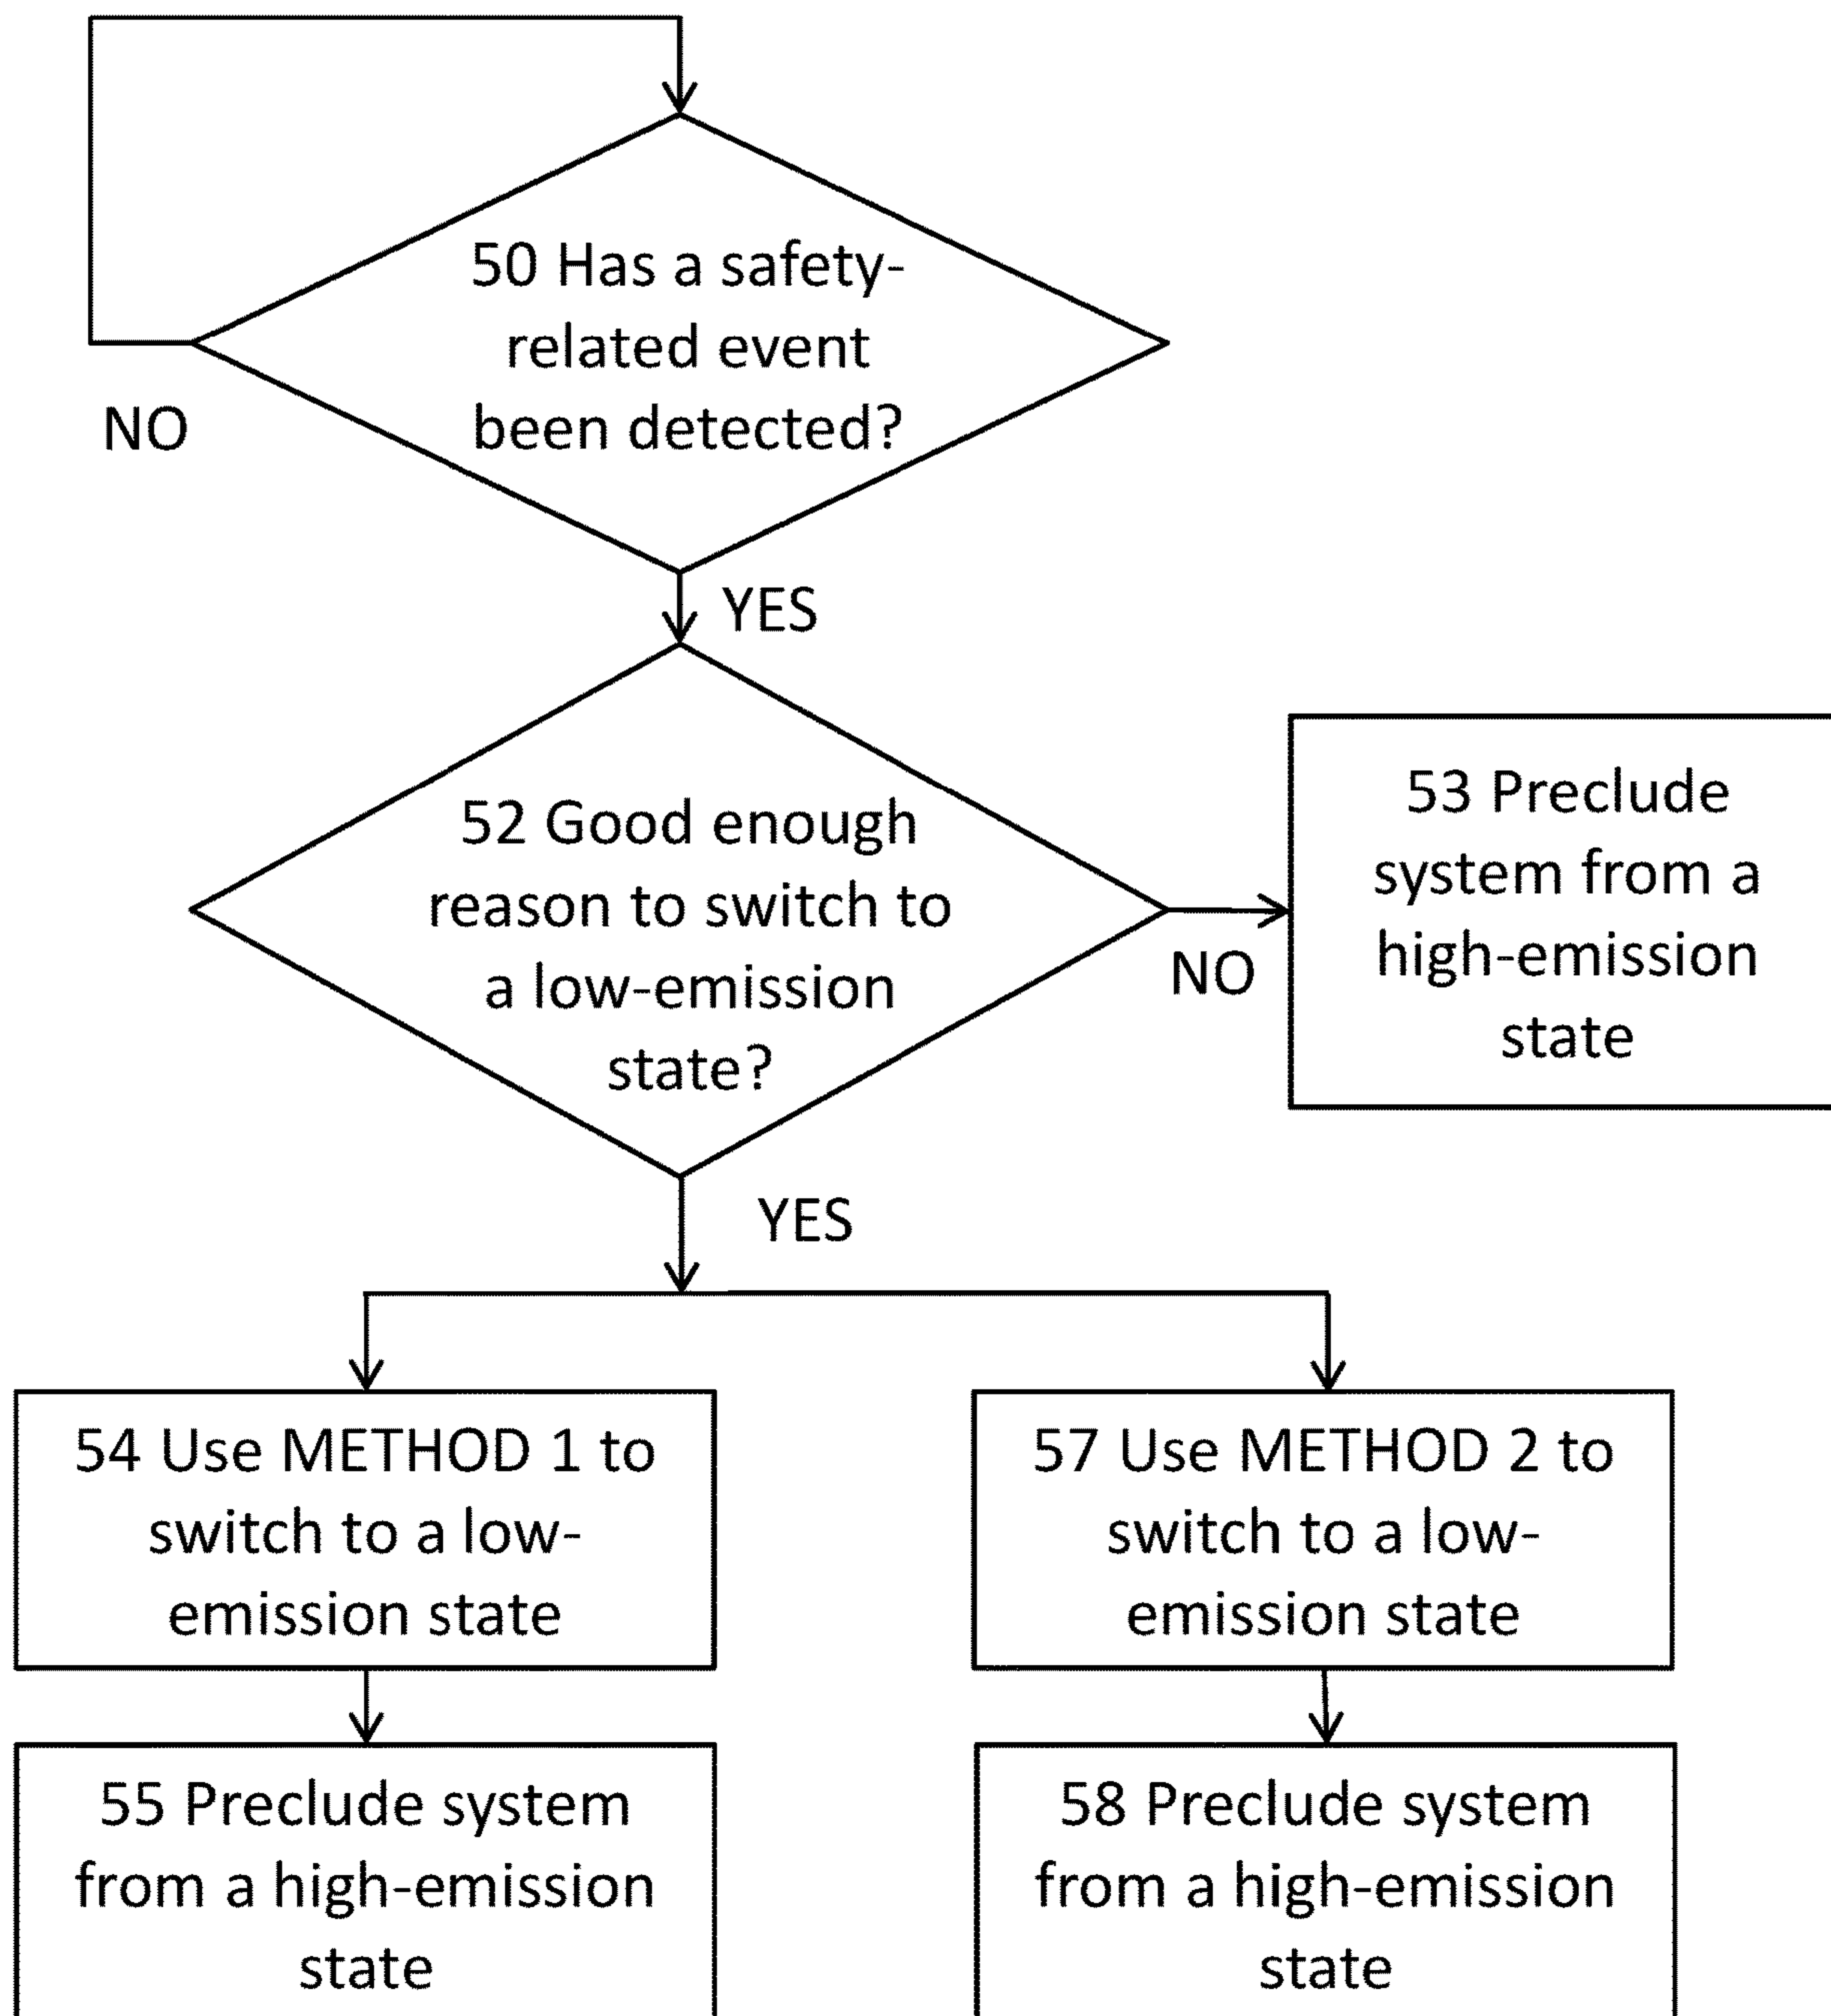 50 Has a safety-
related event
been detected?
NO
YES
52 Good enough
reason to switch to
a low-emission
state?
NO
53 Preclude
system from a
high-emission
state
YES
54 Use METHOD 1 to
switch to a low-
emission state
57 Use METHOD 2 to
switch to a low-
emission state
55 Preclude system
from a high-emission
state
58 Preclude system
from a high-emission
state